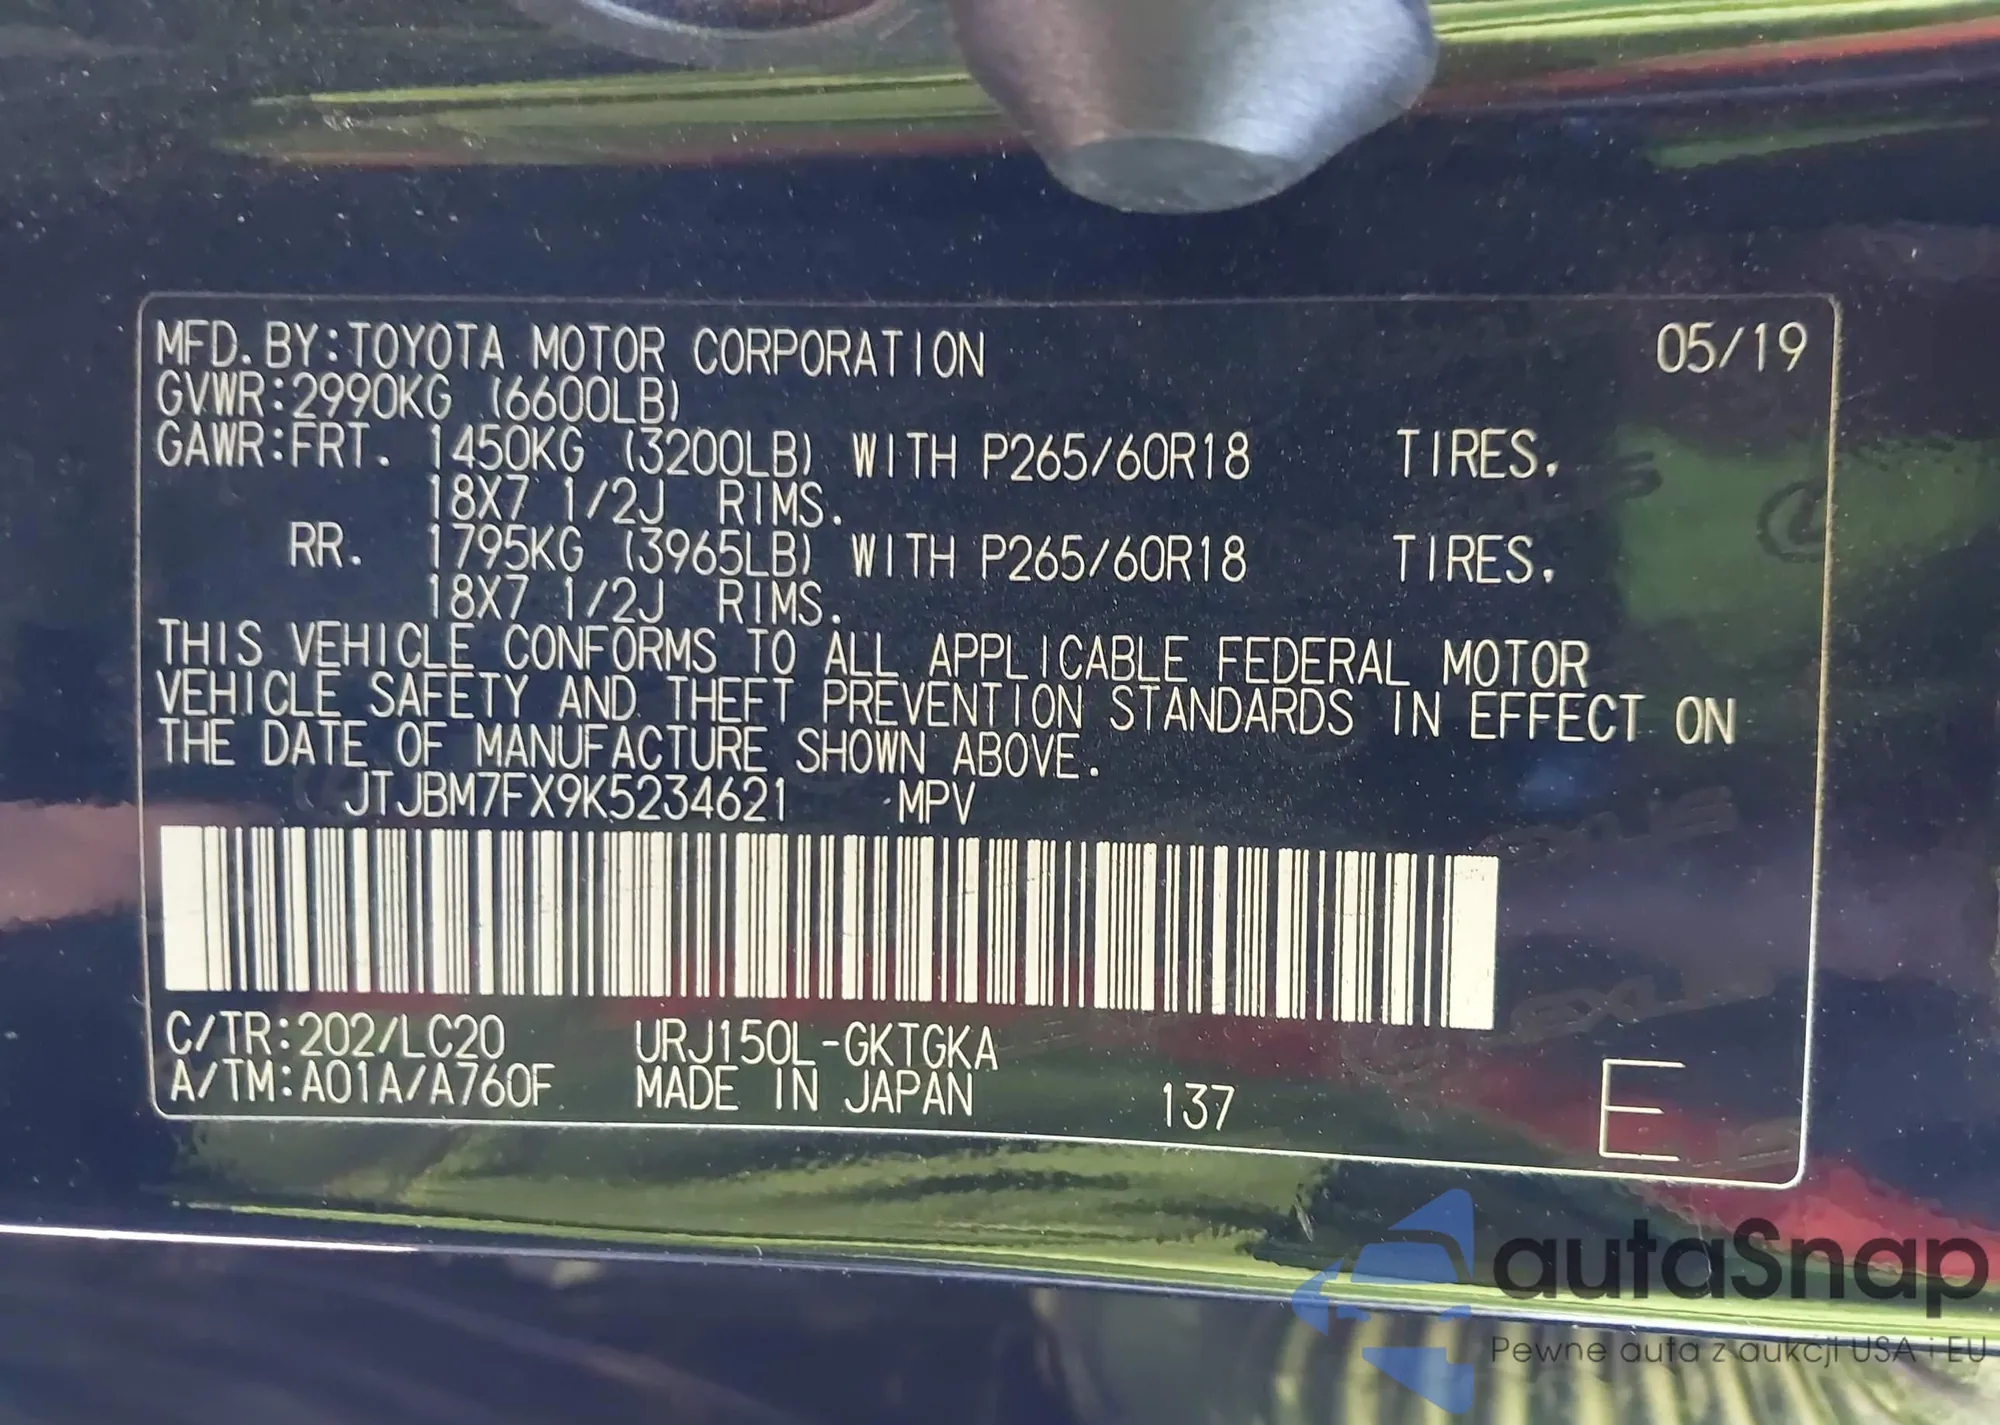 MFD. BY:TOYOTA MOTOR CORPORATION 05/19
GVWR:2990KG (6600LB)
GAWR:FRT. 1450KG (3200LB) WITH P265/60R18 TIRES.
18X7 1/2J RIMS.
RR. 1795KG (3965LB) WITH P265/60R18 TIRES.
18X7 1/2J RIMS.
THIS VEHICLE CONFORMS TO ALL APPLICABLE FEDERAL MOTOR
VEHICLE SAFETY AND THEFT PREVENTION STANDARDS IN EFFECT ON
THE DATE OF MANUFACTURE SHOWN ABOVE.
JTJBM7FX9K5234621 MPV
C/TR:202/LC20 URJ150L-GKTGKA
A/TM:A01A/A760F MADE IN JAPAN 137 E
autaSnap
Pewne auta z aukcji USA i EU